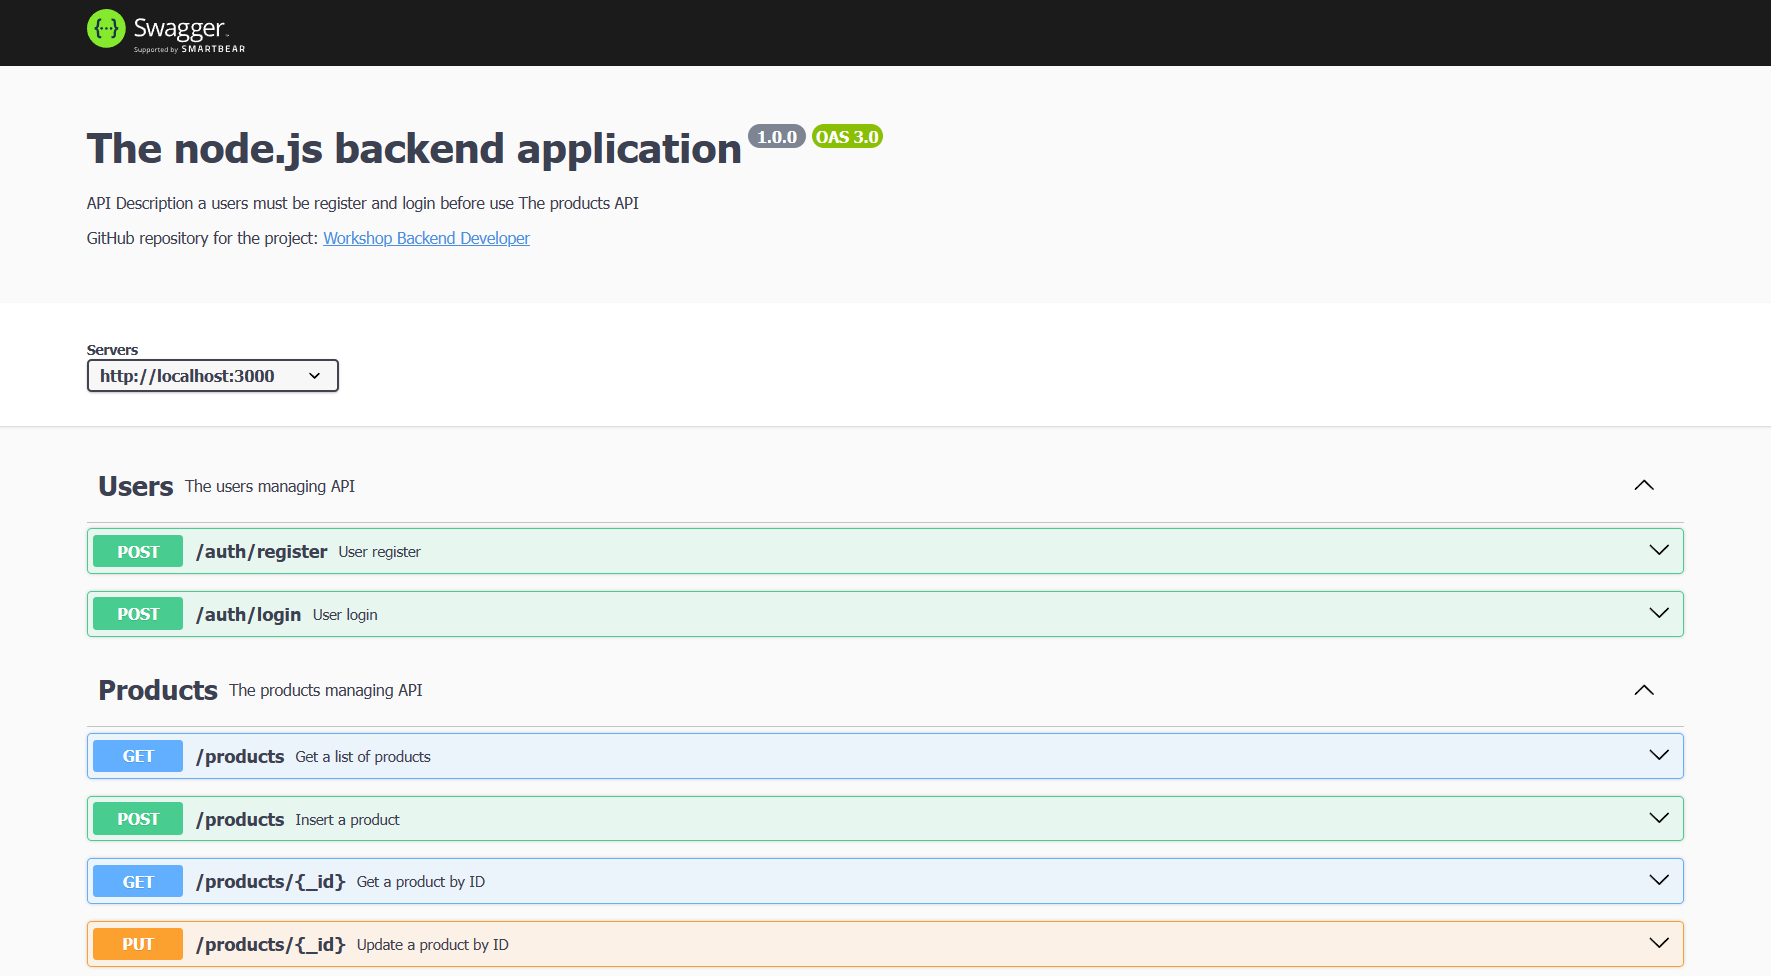 {···} Swagger™
Supported by SMARTBEAR
The node.js backend application 1.0.0 OAS 3.0
API Description a users must be register and login before use The products API
GitHub repository for the project: Workshop Backend Developer
Servers
http://localhost:3000
Users The users managing API
POST /auth/register User register
POST /auth/login User login
Products The products managing API
GET /products Get a list of products
POST /products Insert a product
GET /products/{_id} Get a product by ID
PUT /products/{_id} Update a product by ID